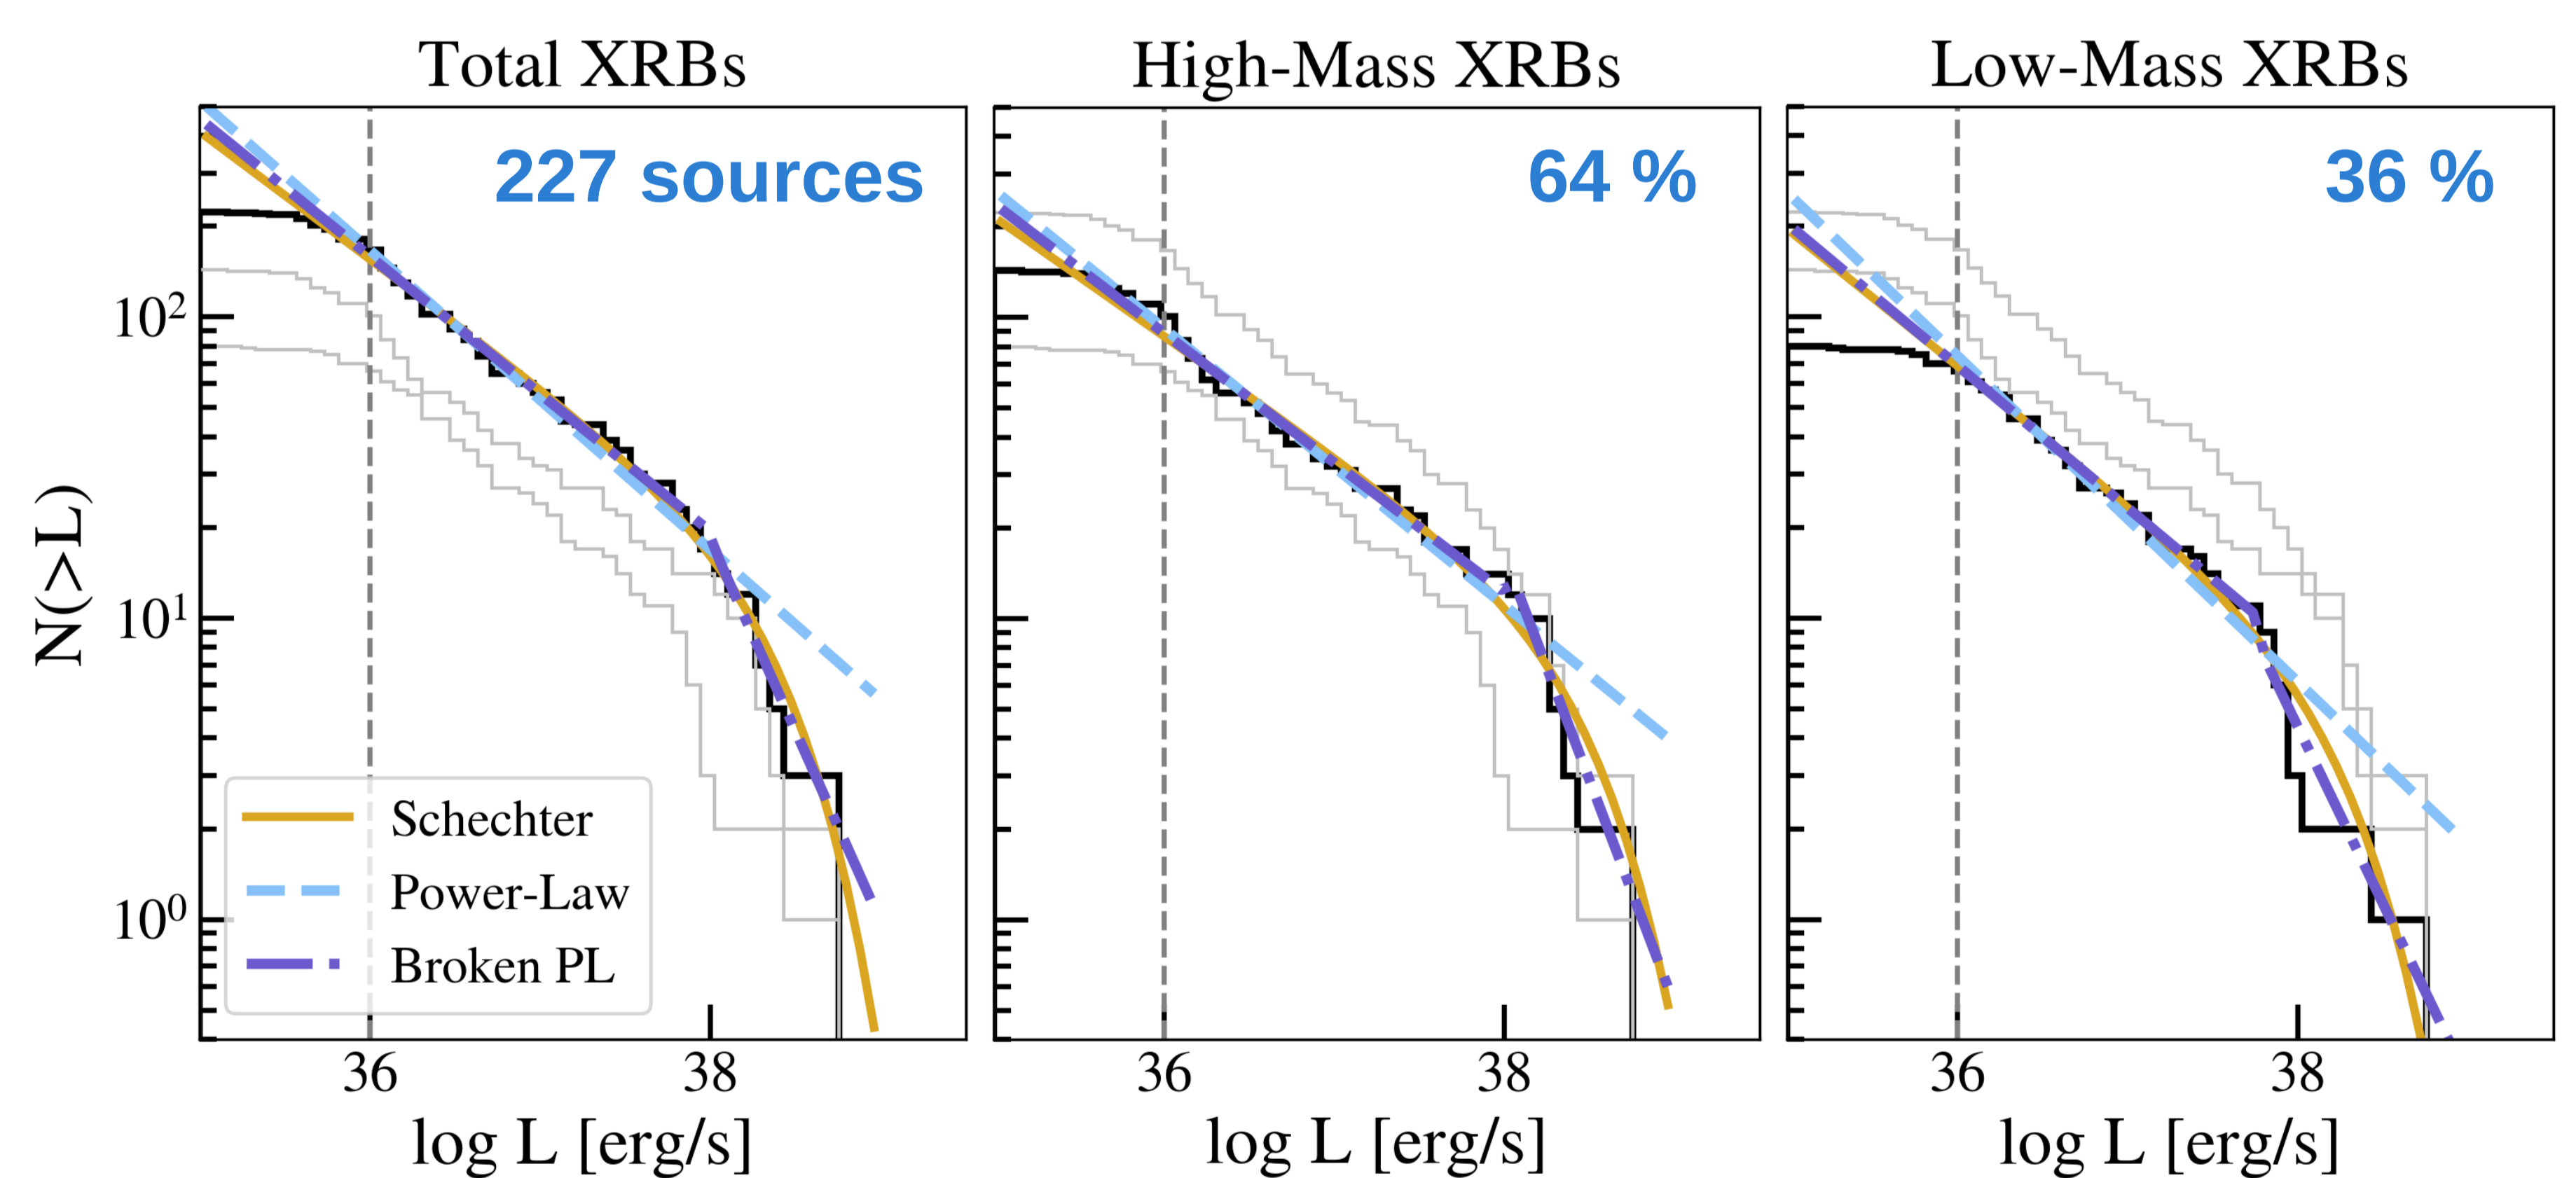 Total XRBs
High-Mass XRBs
Low-Mass XRBs
227 sources
64 %
36 %
N(>L)
10²
10¹
10⁰
Schechter
Power-Law
Broken PL
36
38
36
38
36
38
log L [erg/s]
log L [erg/s]
log L [erg/s]